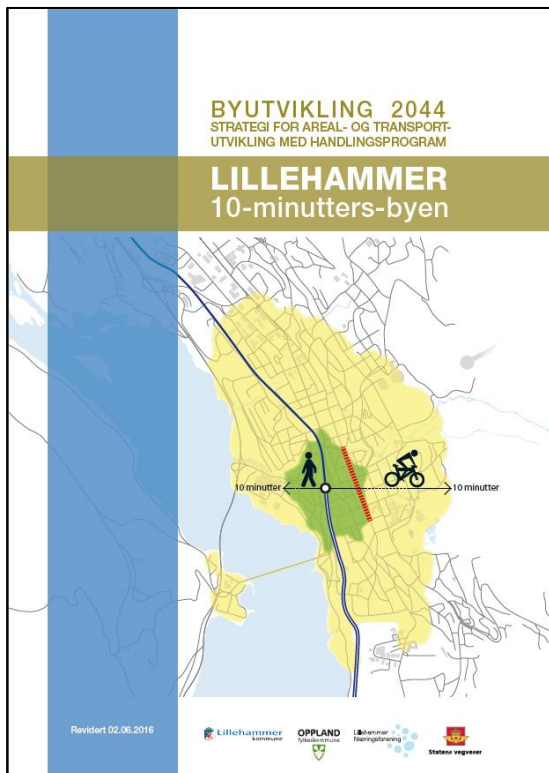 BYUTVIKLING 2044
STRATEGI FOR AREAL- OG TRANSPORT-
UTVIKLING MED HANDLINGSPROGRAM
LILLEHAMMER
10-minutters-byen
10 minutter
10 minutter
Revidert 02.06.2016
Lillehammer
kommune
OPPLAND
fylkeskommune
Lillehammer
Næringsforening
Statens vegvesen